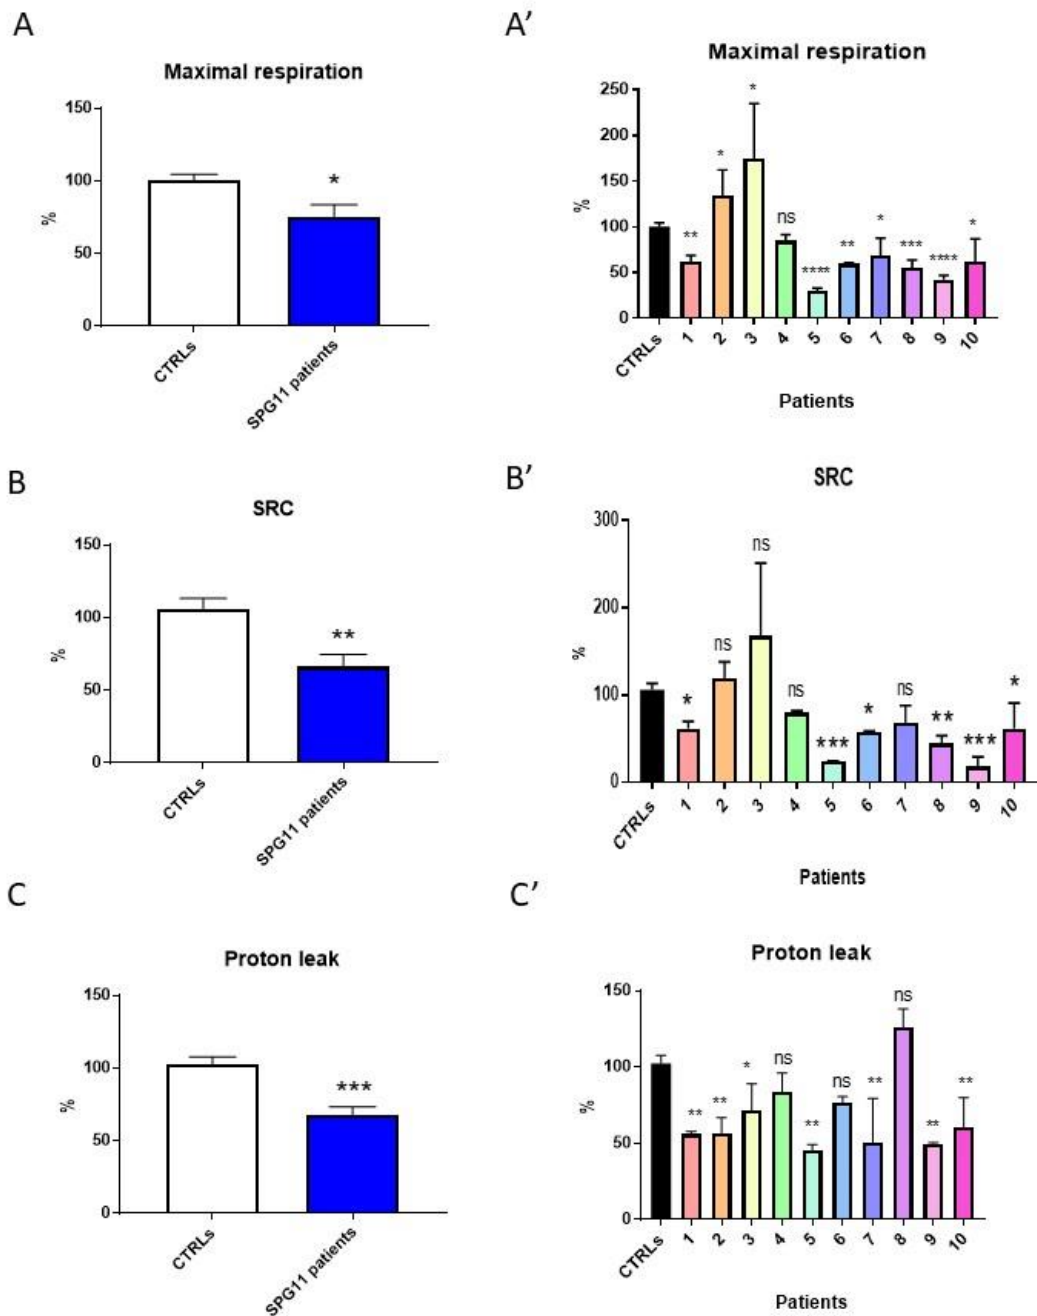 A
Maximal respiration
150
100
50
0
%
*
CTRLs
SPG11 patients
A'
Maximal respiration
250
200
150
100
50
0
%
** * * ns **** ** * *** **** *
CTRLs 1 2 3 4 5 6 7 8 9 10
Patients
B
SRC
150
100
50
0
%
**
CTRLs
SPG11 patients
B'
SRC
300
200
100
0
%
* ns ns ns *** * ns ** *** *
CTRLs 1 2 3 4 5 6 7 8 9 10
Patients
C
Proton leak
150
100
50
0
%
***
CTRLs
SPG11 patients
C'
Proton leak
150
100
50
0
%
** ** * ns ** ns ** ns ** **
CTRLs 1 2 3 4 5 6 7 8 9 10
Patients